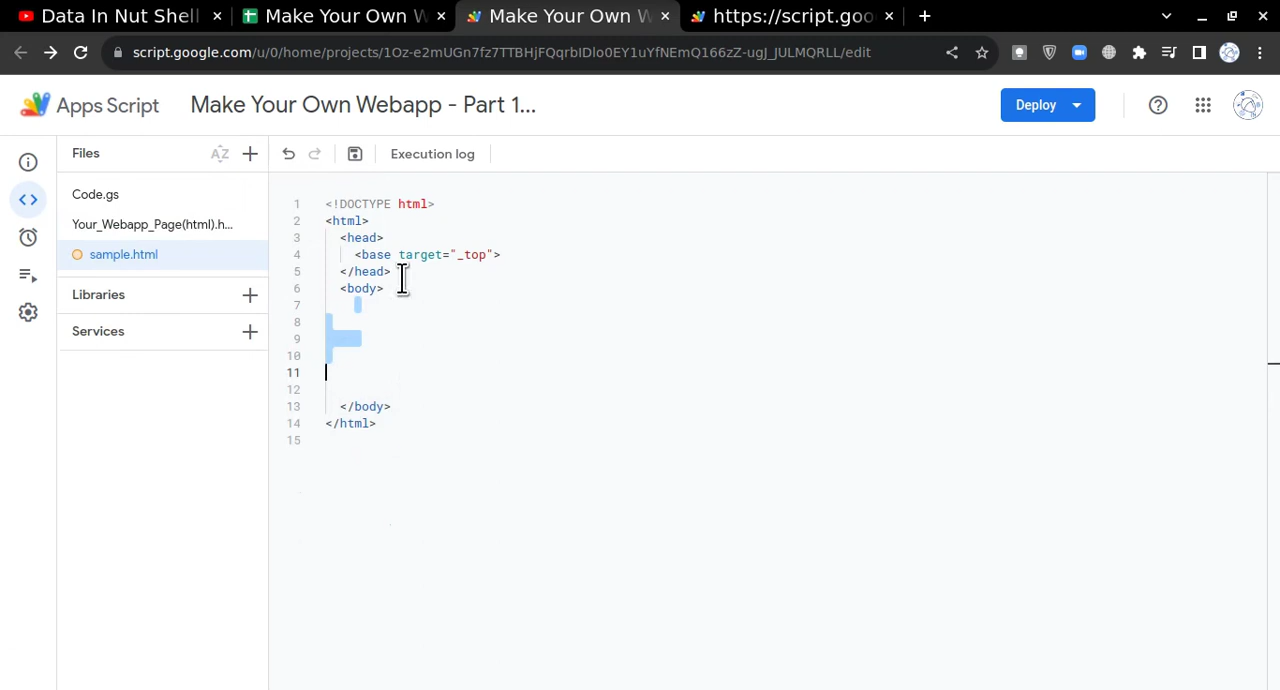 Data In Nut Shell
Make Your Own W
Make Your Own W
https://script.goo
script.google.com/u/0/home/projects/1Oz-e2mUGn7fz7TTBHjFQqrbIDlo0EY1uYfNEmQ166zZ-ugJ_JULMQRLL/edit
Apps Script
Make Your Own Webapp - Part 1...
Deploy
Files
AZ
Execution log
Code.gs
Your_Webapp_Page(html).h...
sample.html
Libraries
Services
1 <!DOCTYPE html>
2 <html>
3 <head>
4 <base target="_top">
5 </head>
6 <body>
7
8
9
10
11
12
13 </body>
14 </html>
15